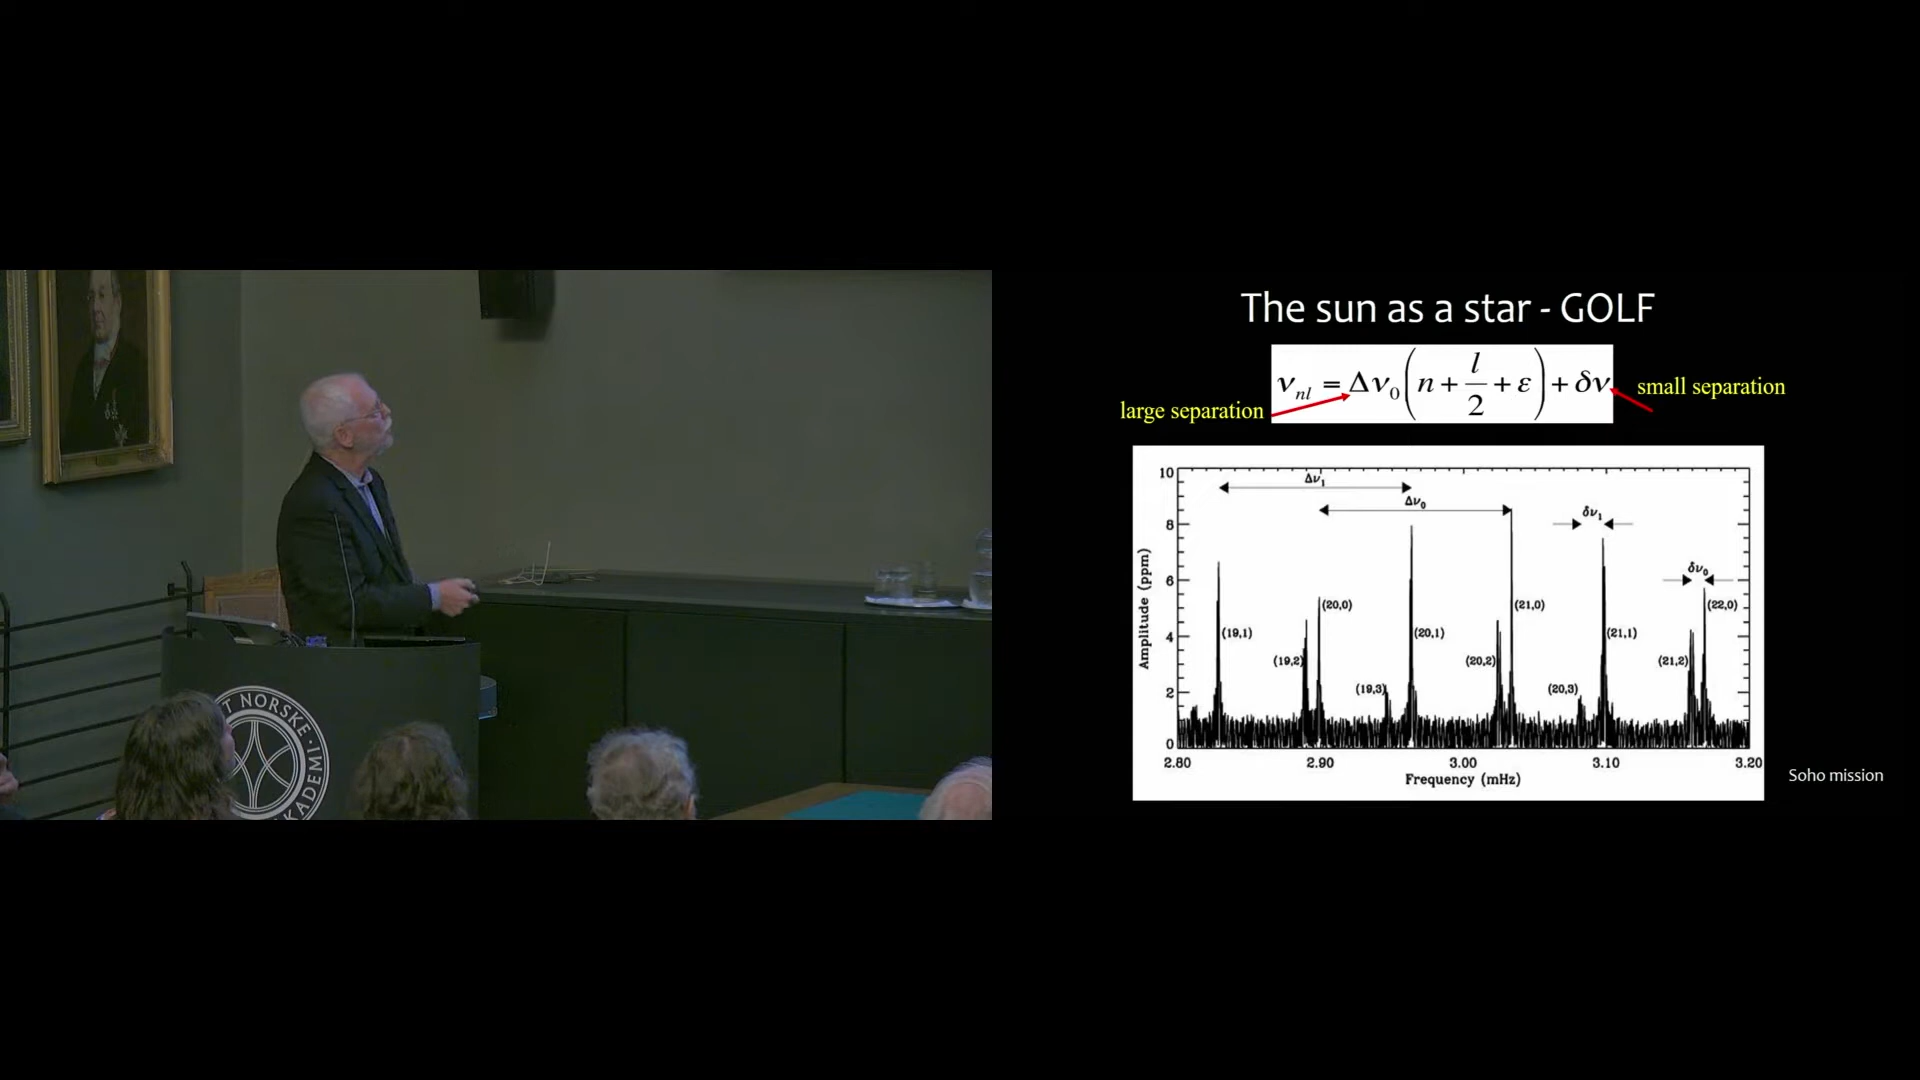 The sun as a star - GOLF
ν_nl = Δν_0 (n + l/2 + ε) + δν
small separation
large separation
10
8
6
4
2
0
Amplitude (ppm)
Δν_1
Δν_0
δν_1
δν_0
(19,1)
(19,2)
(20,0)
(19,3)
(20,1)
(20,2)
(21,0)
(20,3)
(21,1)
(21,2)
(22,0)
2.80 2.90 3.00 3.10 3.20
Frequency (mHz)
Soho mission
T NORSKE · VI
KADEMI